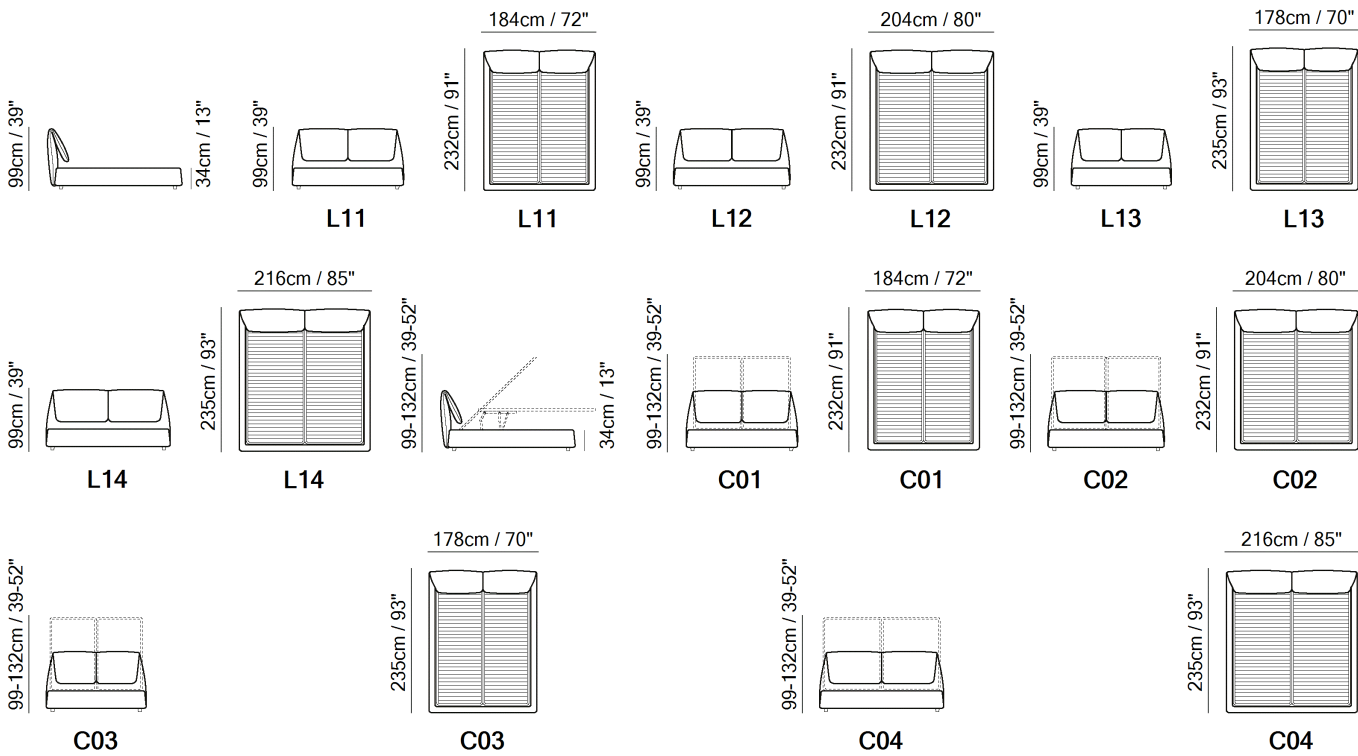 184cm / 72"
204cm / 80"
178cm / 70"
99cm / 39"
34cm / 13"
99cm / 39"
232cm / 91"
99cm / 39"
232cm / 91"
99cm / 39"
235cm / 93"
L11
L11
L12
L12
L13
L13
216cm / 85"
184cm / 72"
204cm / 80"
99cm / 39"
235cm / 93"
99-132cm / 39-52"
34cm / 13"
99-132cm / 39-52"
232cm / 91"
99-132cm / 39-52"
232cm / 91"
L14
L14
C01
C01
C02
C02
178cm / 70"
216cm / 85"
99-132cm / 39-52"
235cm / 93"
99-132cm / 39-52"
235cm / 93"
C03
C03
C04
C04